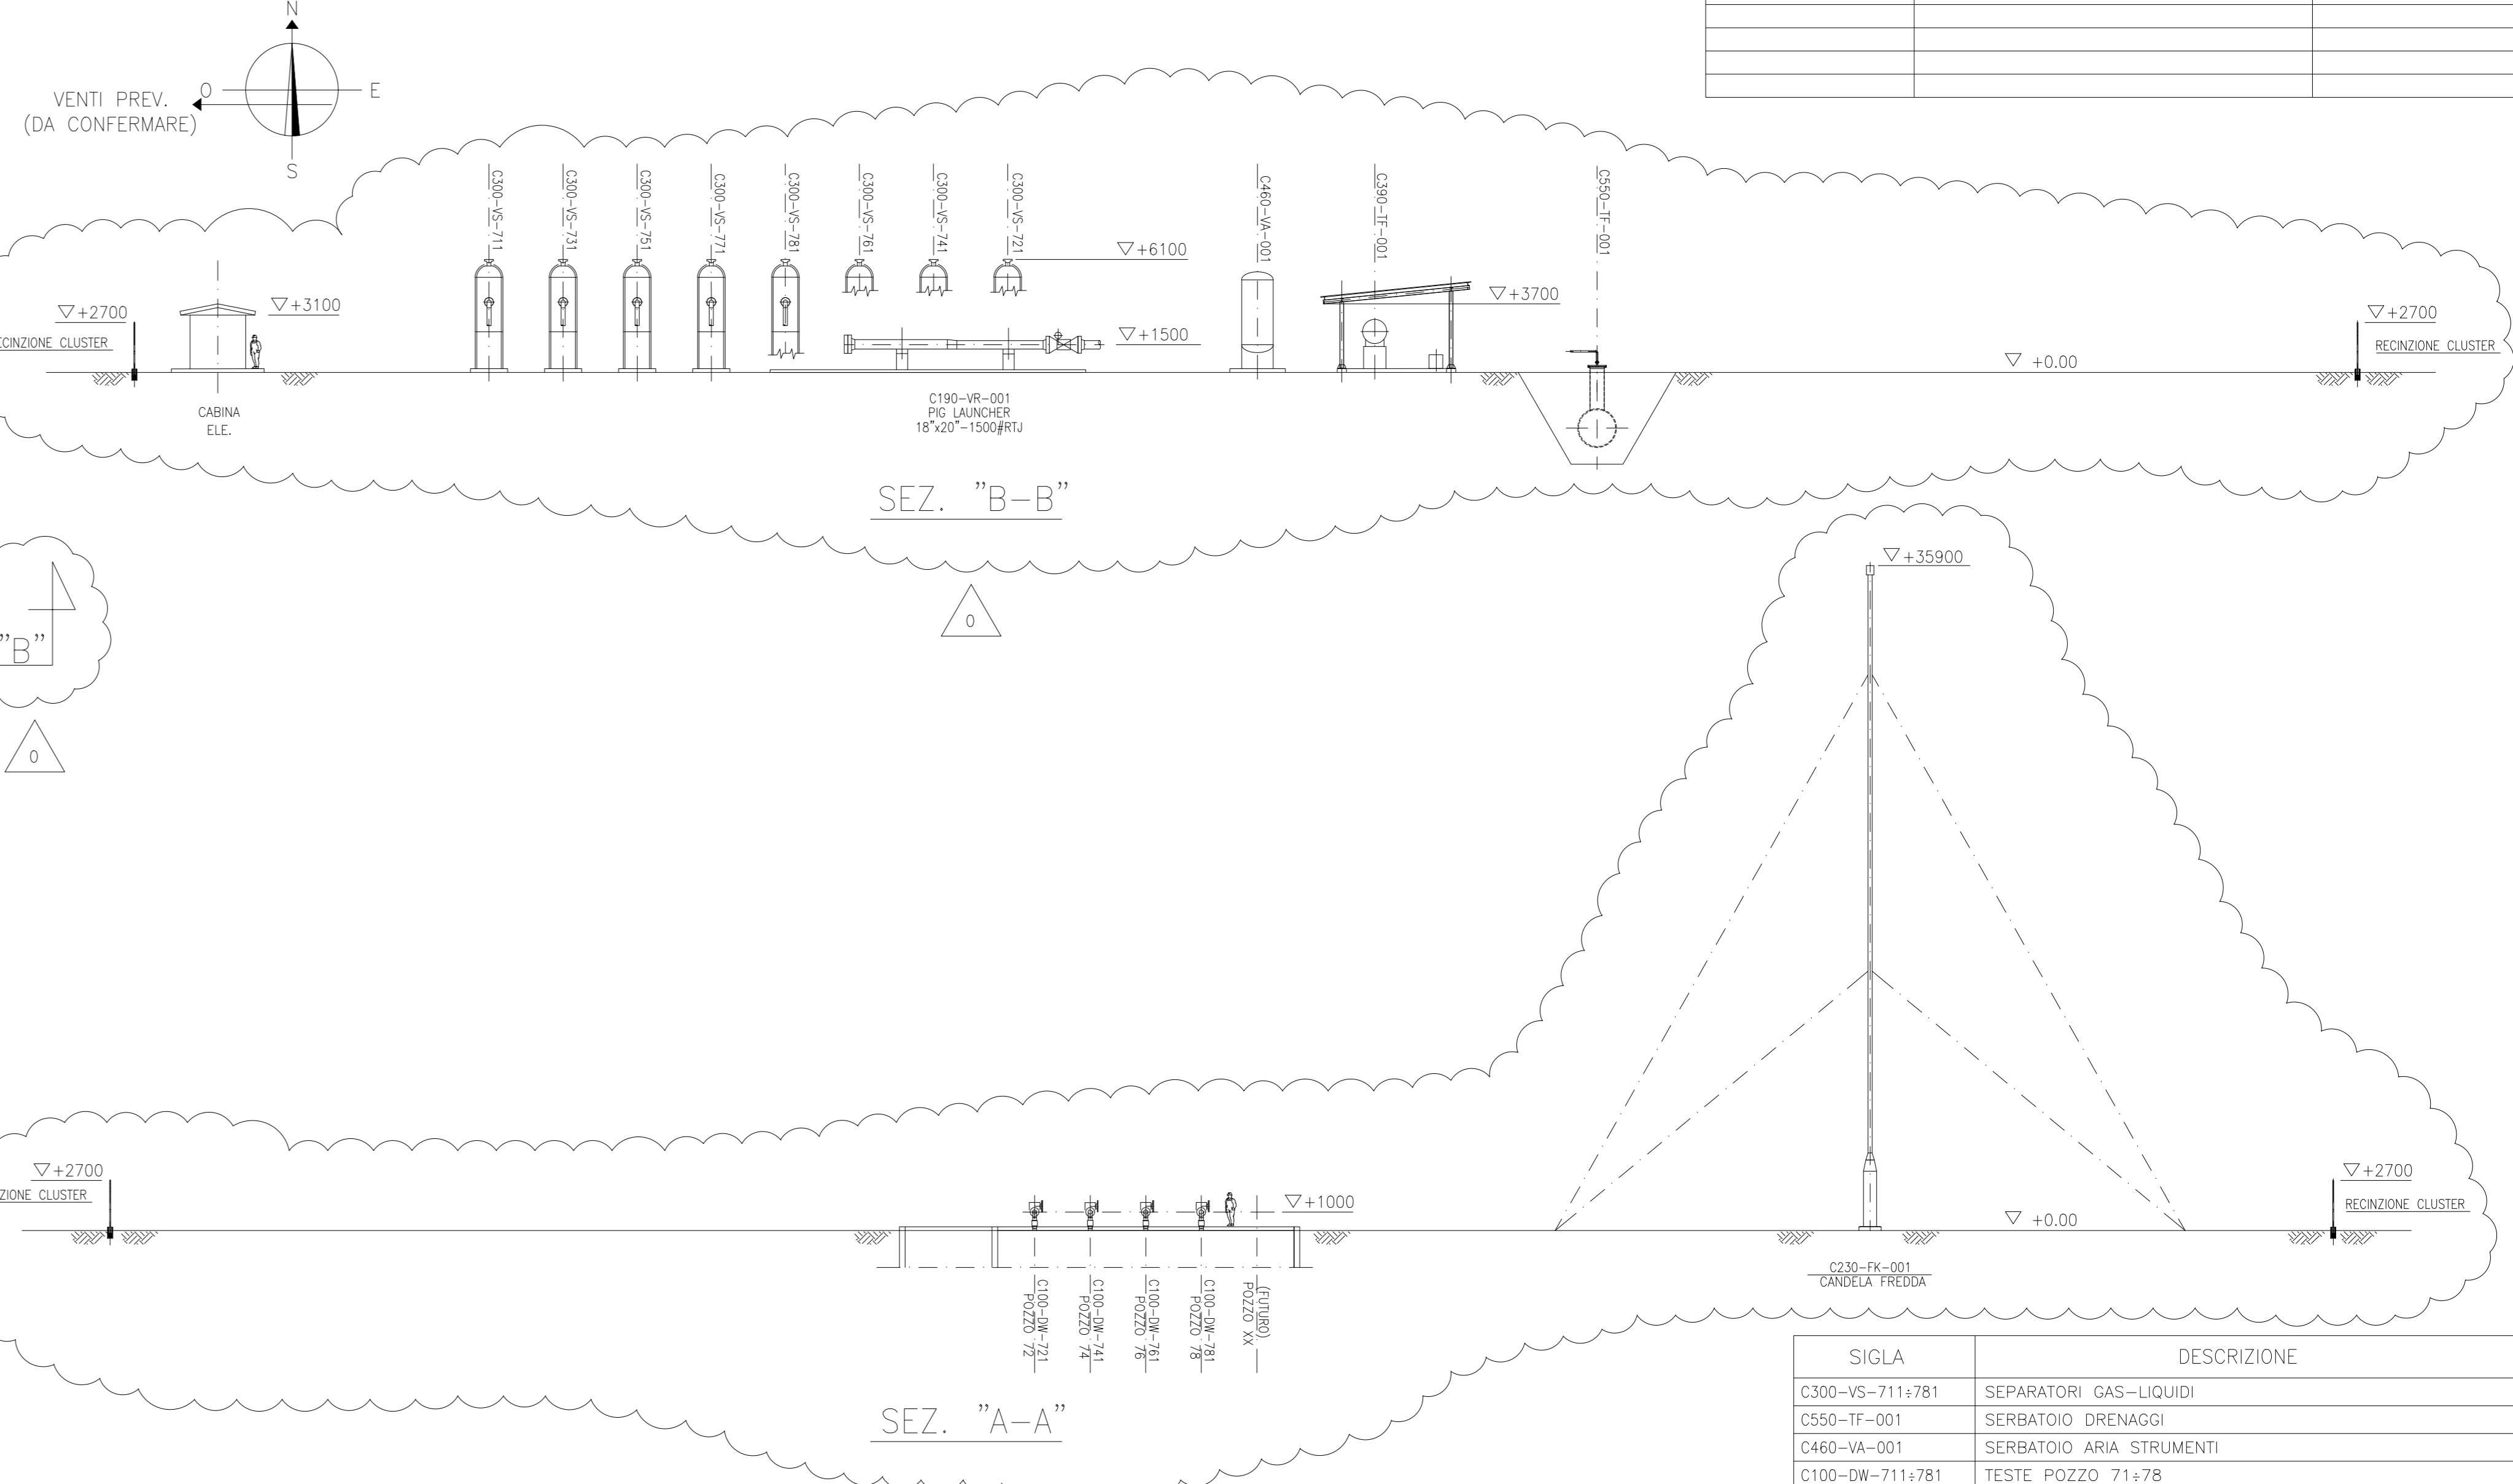 N
VENTI PREV.
(DA CONFERMARE)
O
E
S
C300-VS-711
C300-VS-731
C300-VS-751
C300-VS-771
C300-VS-781
C300-VS-761
C300-VS-741
C300-VS-721
C460-VA-001
C390-TF-001
C550-TF-001
▽+6100
▽+2700
▽+3100
▽+3700
▽+2700
ECINZIONE CLUSTER
▽+1500
RECINZIONE CLUSTER
▽ +0.00
CABINA
ELE.
C190-VR-001
PIG LAUNCHER
18"x20"-1500#RTJ
SEZ. "B-B"
▽+35900
0
"B"
0
▽+2700
ZIONE CLUSTER
▽+1000
▽ +0.00
▽+2700
RECINZIONE CLUSTER
C100-DW-721
POZZO 72
C100-DW-741
POZZO 74
C100-DW-761
POZZO 76
C100-DW-781
POZZO 78
(FUTURO)
POZZO XX
C230-FK-001
CANDELA FREDDA
SEZ. "A-A"
SIGLA DESCRIZIONE
C300-VS-711÷781 SEPARATORI GAS-LIQUIDI
C550-TF-001 SERBATOIO DRENAGGI
C460-VA-001 SERBATOIO ARIA STRUMENTI
C100-DW-711÷781 TESTE POZZO 71÷78